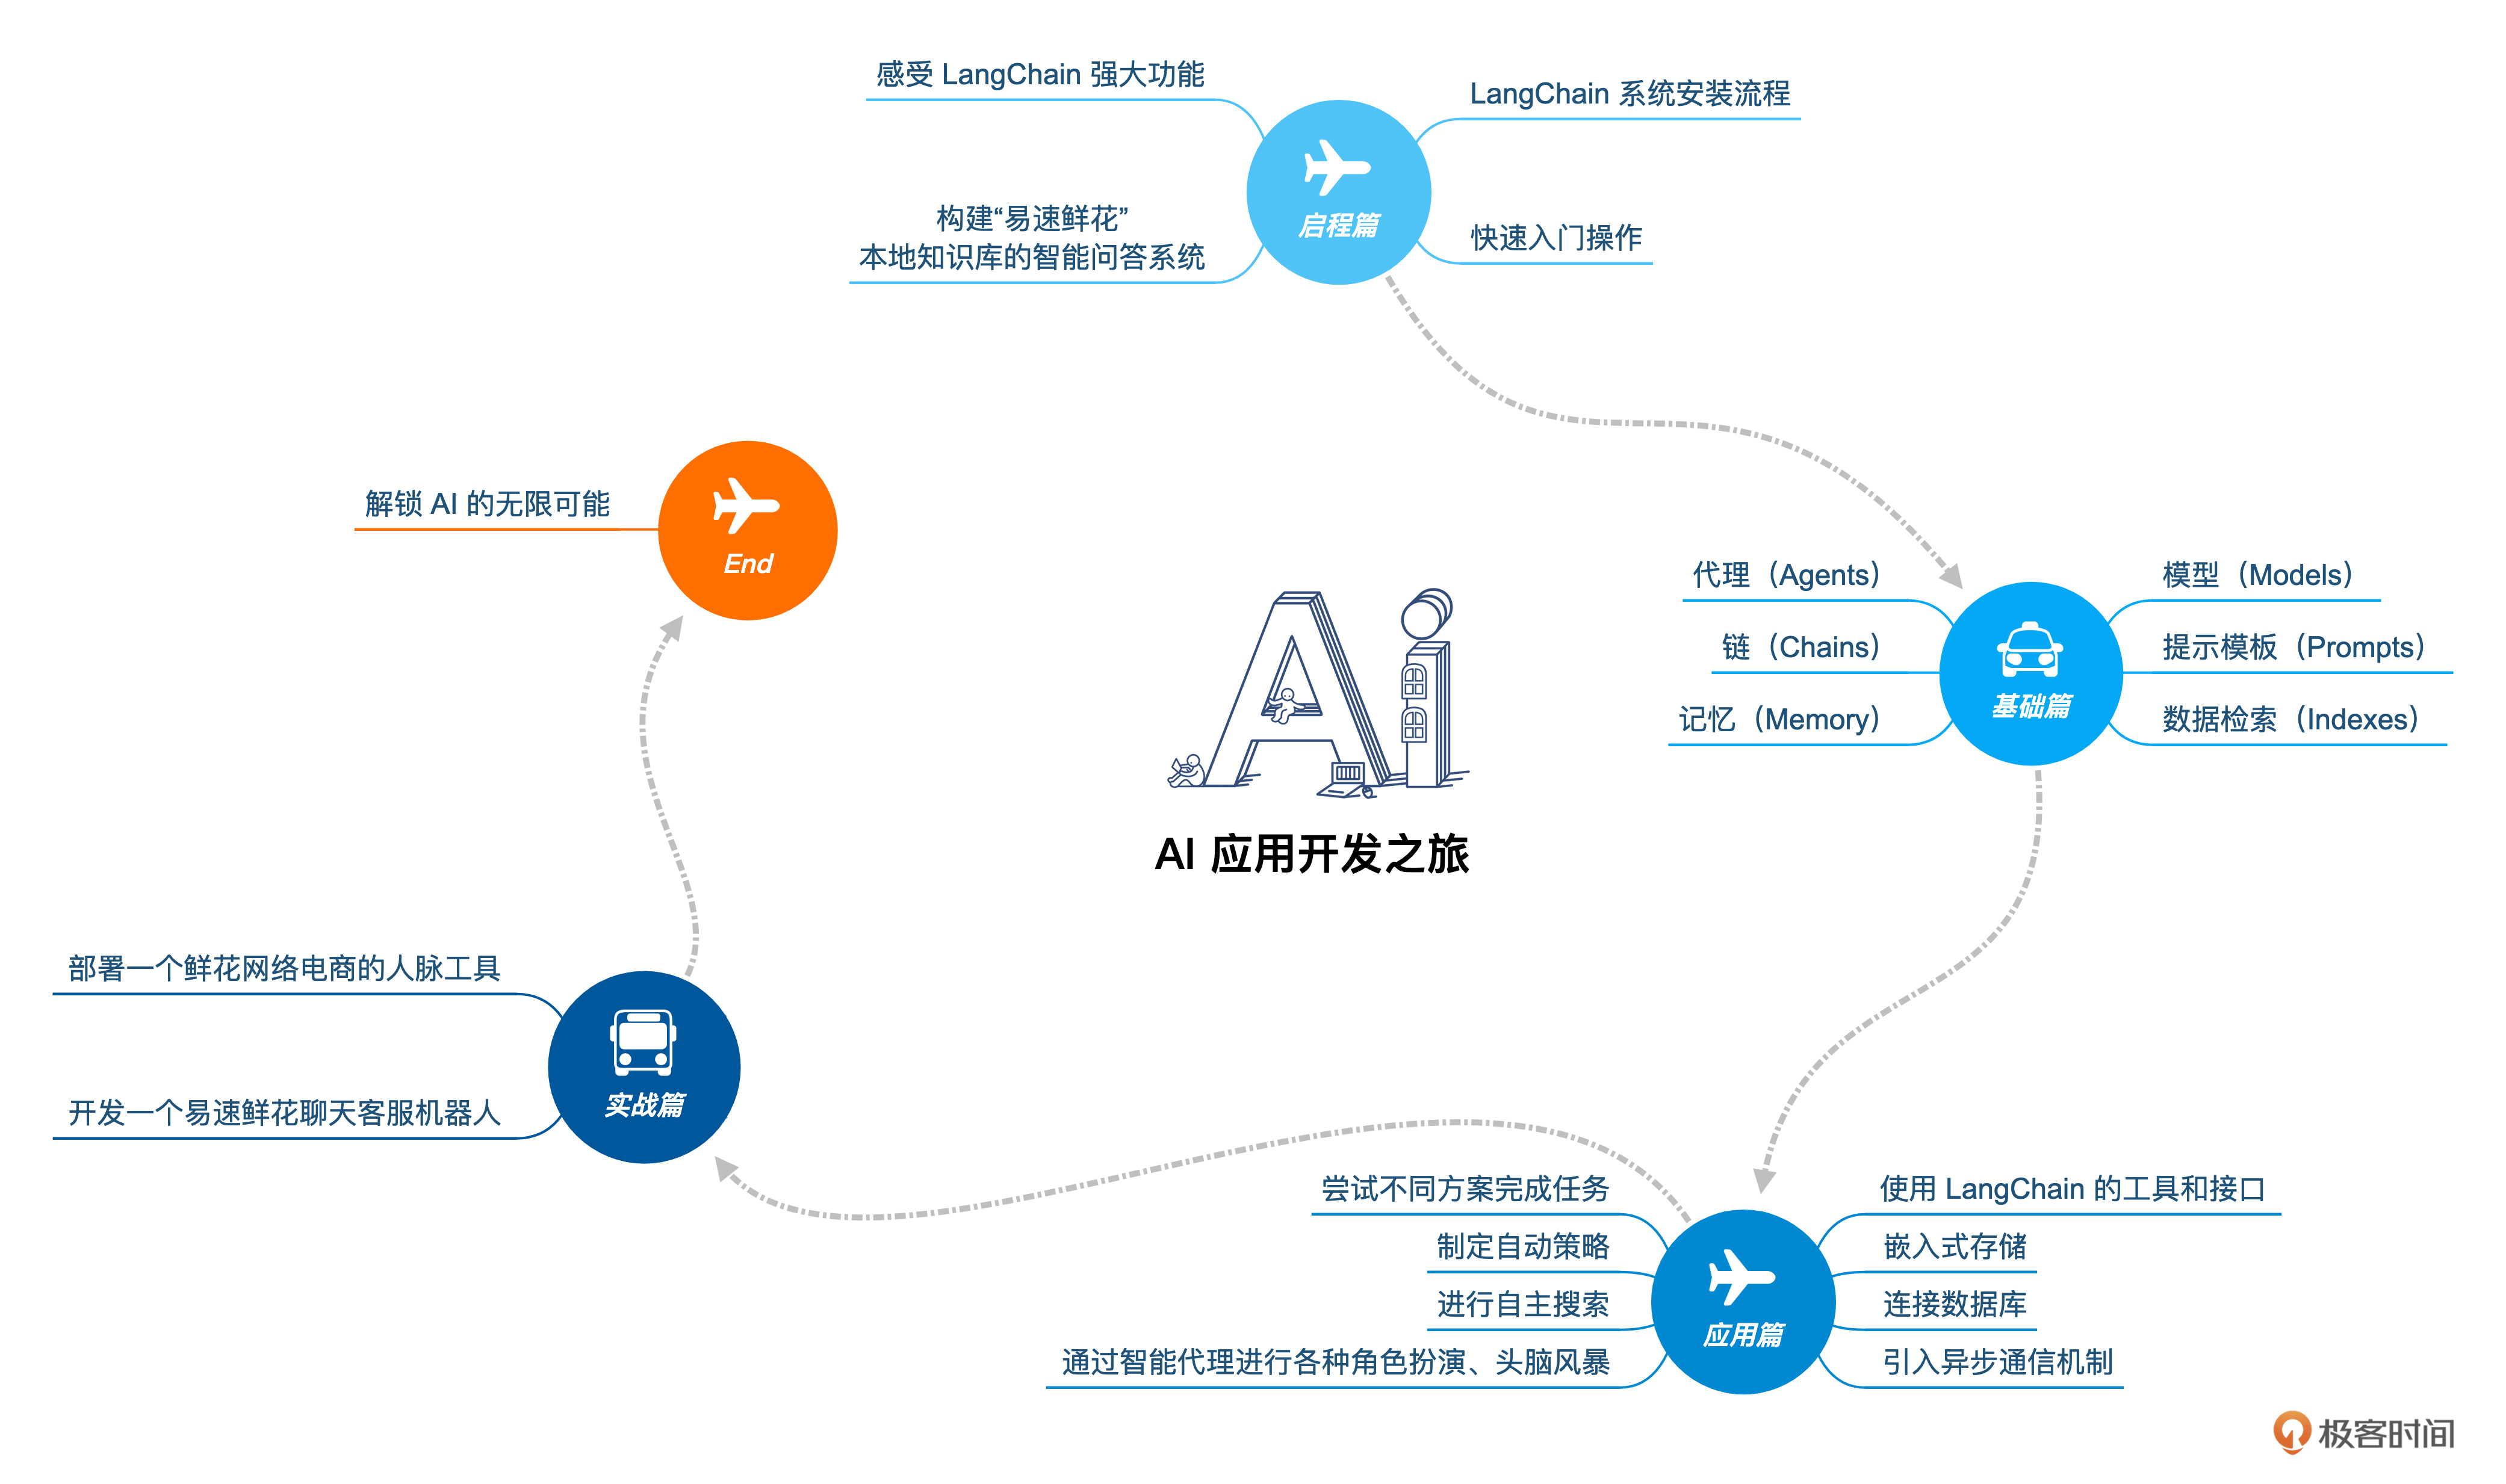 感受 LangChain 强大功能
LangChain 系统安装流程
构建“易速鲜花”
本地知识库的智能问答系统
快速入门操作
启程篇
代理（Agents）
链（Chains）
记忆（Memory）
模型（Models）
提示模板（Prompts）
数据检索（Indexes）
基础篇
解锁 AI 的无限可能
End
Ai
AI 应用开发之旅
部署一个鲜花网络电商的人脉工具
开发一个易速鲜花聊天客服机器人
实战篇
尝试不同方案完成任务
制定自动策略
进行自主搜索
通过智能代理进行各种角色扮演、头脑风暴
使用 LangChain 的工具和接口
嵌入式存储
连接数据库
引入异步通信机制
应用篇
极客时间